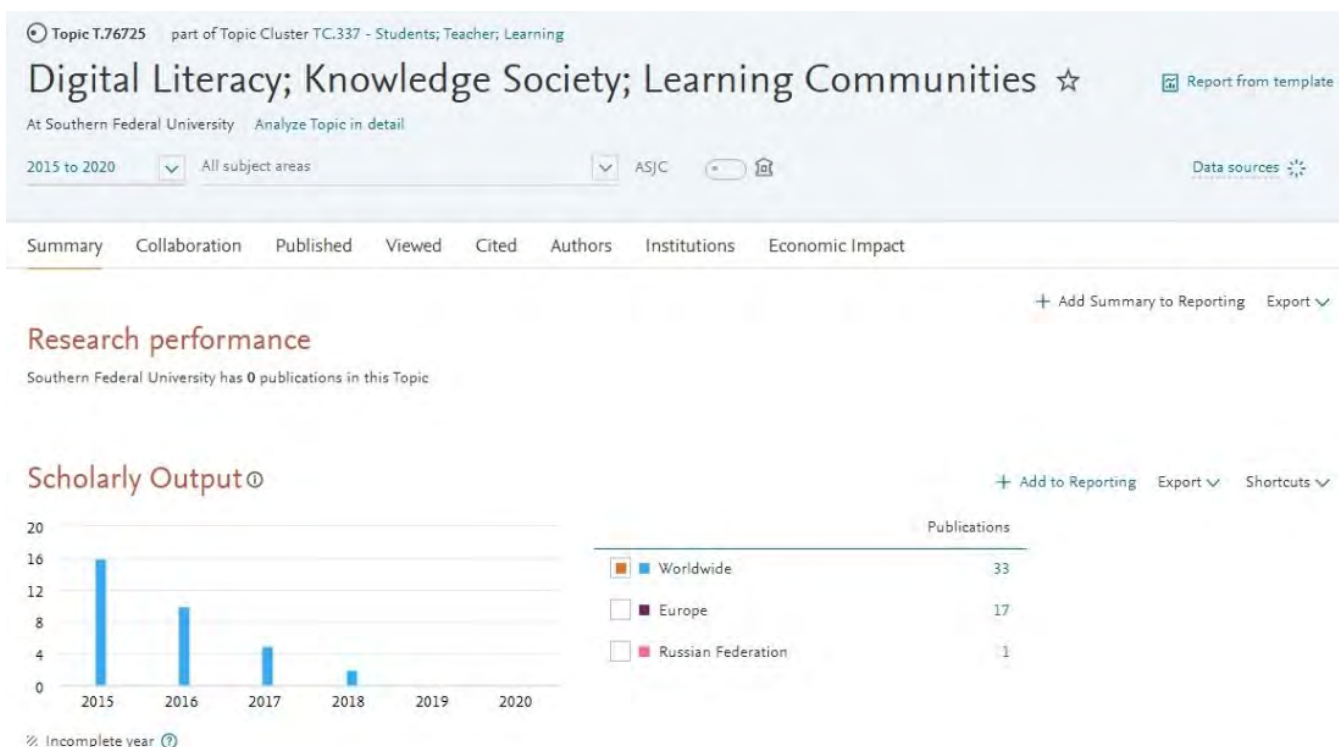 Topic T.76725 part of Topic Cluster TC.337 - Students; Teacher; Learning
Digital Literacy; Knowledge Society; Learning Communities
Report from template
At Southern Federal University Analyze Topic in detail
2015 to 2020 All subject areas ASJC
Data sources
Summary Collaboration Published Viewed Cited Authors Institutions Economic Impact
+ Add Summary to Reporting Export
Research performance
Southern Federal University has 0 publications in this Topic
Scholarly Output
+ Add to Reporting Export Shortcuts
20
16
12
8
4
0
2015 2016 2017 2018 2019 2020
Incomplete year
Publications
Worldwide 33
Europe 17
Russian Federation 1